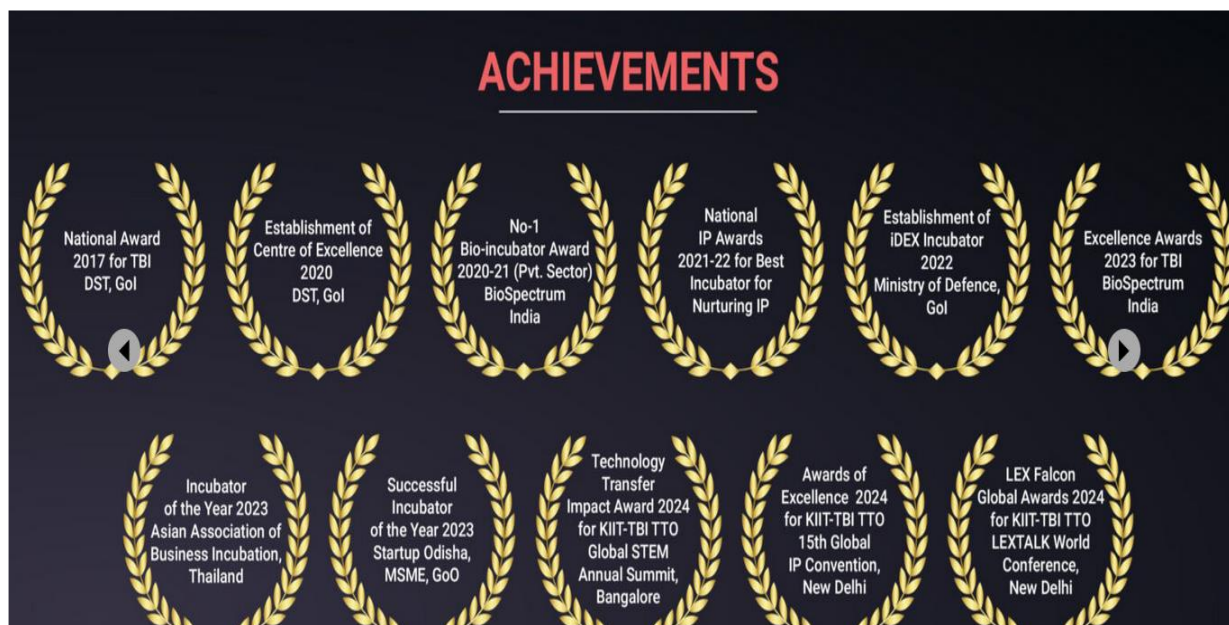 ACHIEVEMENTS
National Award
2017 for TBI
DST, GoI
Establishment of
Centre of Excellence
2020
DST, GoI
No-1
Bio-incubator Award
2020-21 (Pvt. Sector)
BioSpectrum
India
National
IP Awards
2021-22 for Best
Incubator for
Nurturing IP
Establishment of
iDEX Incubator
2022
Ministry of Defence,
GoI
Excellence Awards
2023 for TBI
BioSpectrum
India
Incubator
of the Year 2023
Asian Association of
Business Incubation,
Thailand
Successful
Incubator
of the Year 2023
Startup Odisha,
MSME, GoO
Technology
Transfer
Impact Award 2024
for KIIT-TBI TTO
Global STEM
Annual Summit,
Bangalore
Awards of
Excellence 2024
for KIIT-TBI TTO
15th Global
IP Convention,
New Delhi
LEX Falcon
Global Awards 2024
for KIIT-TBI TTO
LEXTALK World
Conference,
New Delhi